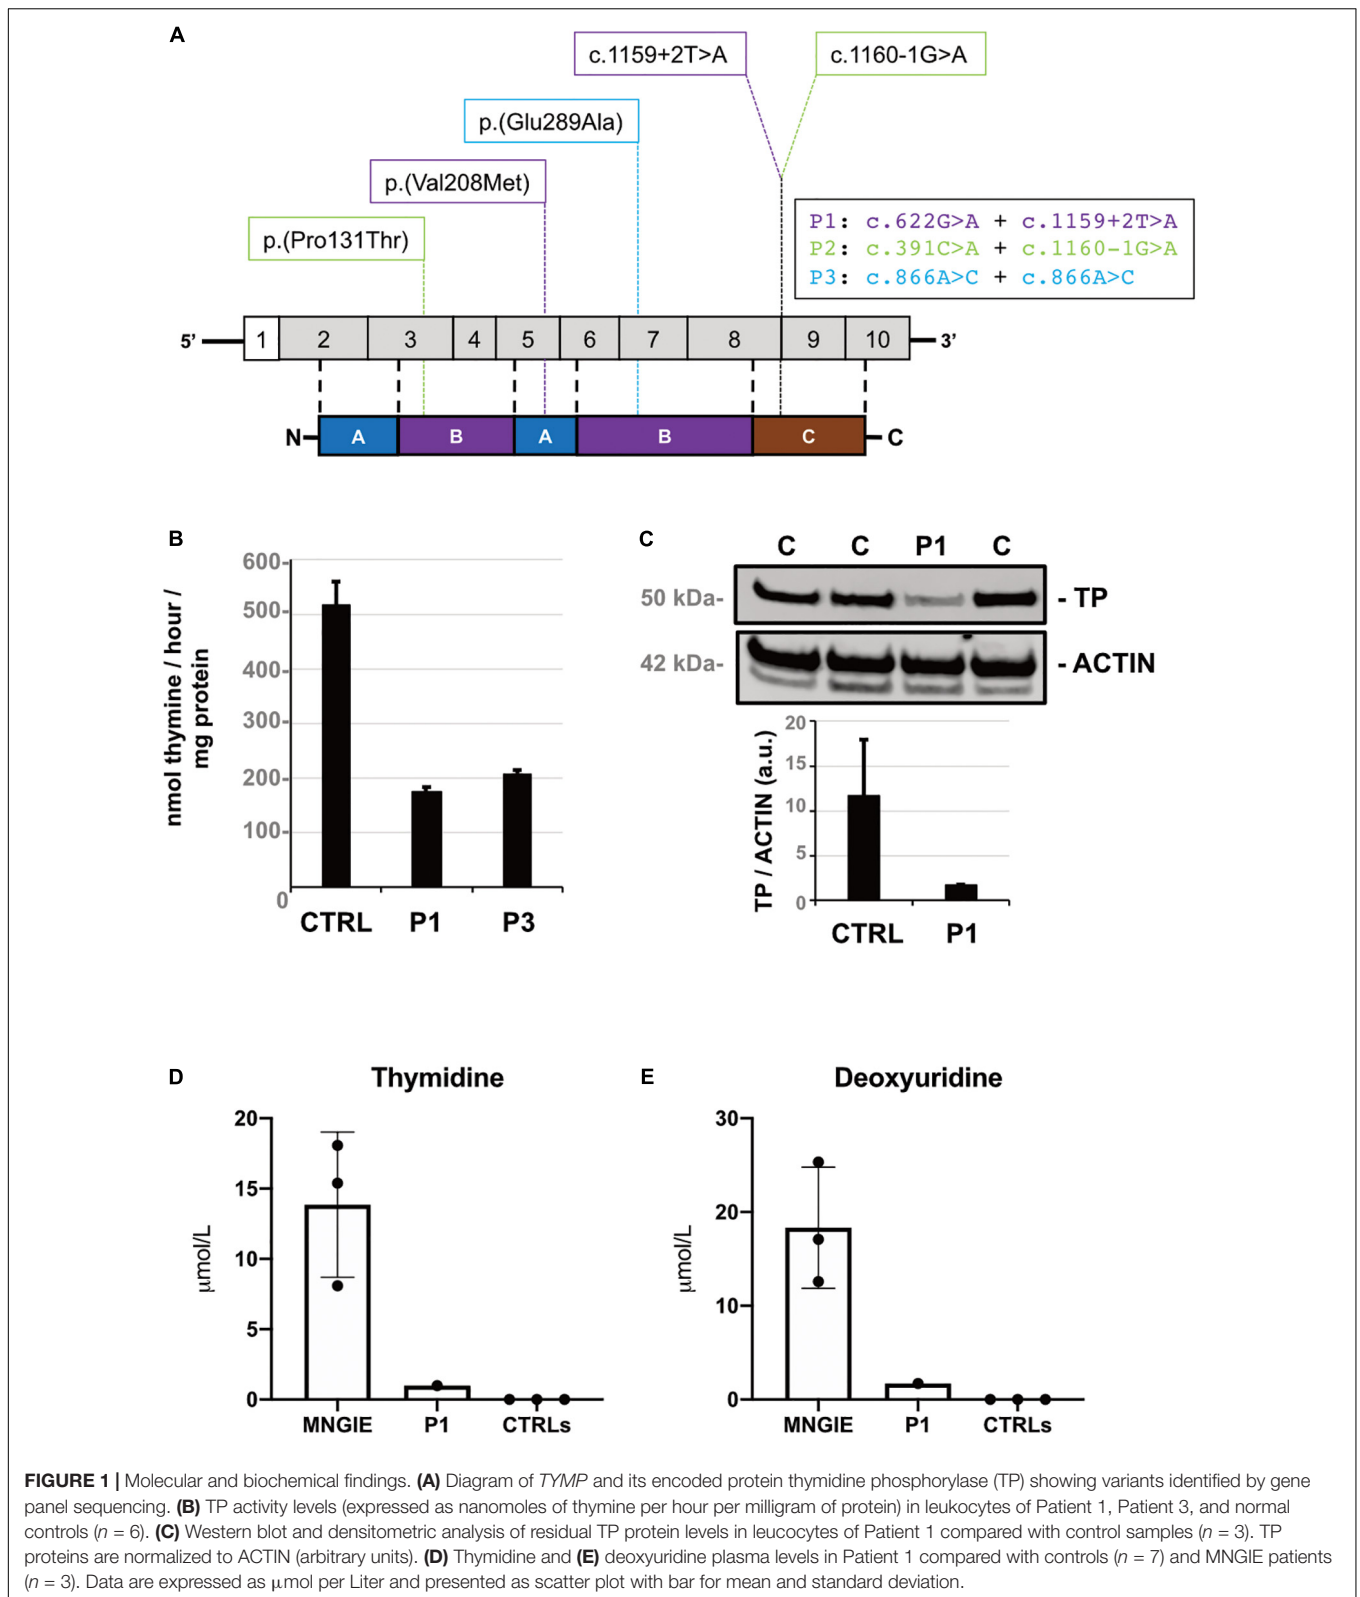 A
c.1159+2T>A
c.1160-1G>A
p.(Glu289Ala)
p.(Val208Met)
p.(Pro131Thr)
P1: c.622G>A + c.1159+2T>A
P2: c.391C>A + c.1160-1G>A
P3: c.866A>C + c.866A>C
5’ 1 2 3 4 5 6 7 8 9 10 3’
N A B A B C C
B
nmol thymine / hour /
mg protein
600
500
400
300
200
100
0
CTRL P1 P3
C
C C P1 C
50 kDa- - TP
42 kDa- - ACTIN
TP / ACTIN (a.u.)
20
15
10
5
0
CTRL P1
D
Thymidine
μmol/L
20
15
10
5
0
MNGIE P1 CTRLs
E
Deoxyuridine
μmol/L
30
20
10
0
MNGIE P1 CTRLs
FIGURE 1 | Molecular and biochemical findings. (A) Diagram of TYMP and its encoded protein thymidine phosphorylase (TP) showing variants identified by gene
panel sequencing. (B) TP activity levels (expressed as nanomoles of thymine per hour per milligram of protein) in leukocytes of Patient 1, Patient 3, and normal
controls (n = 6). (C) Western blot and densitometric analysis of residual TP protein levels in leucocytes of Patient 1 compared with control samples (n = 3). TP
proteins are normalized to ACTIN (arbitrary units). (D) Thymidine and (E) deoxyuridine plasma levels in Patient 1 compared with controls (n = 7) and MNGIE patients
(n = 3). Data are expressed as μmol per Liter and presented as scatter plot with bar for mean and standard deviation.